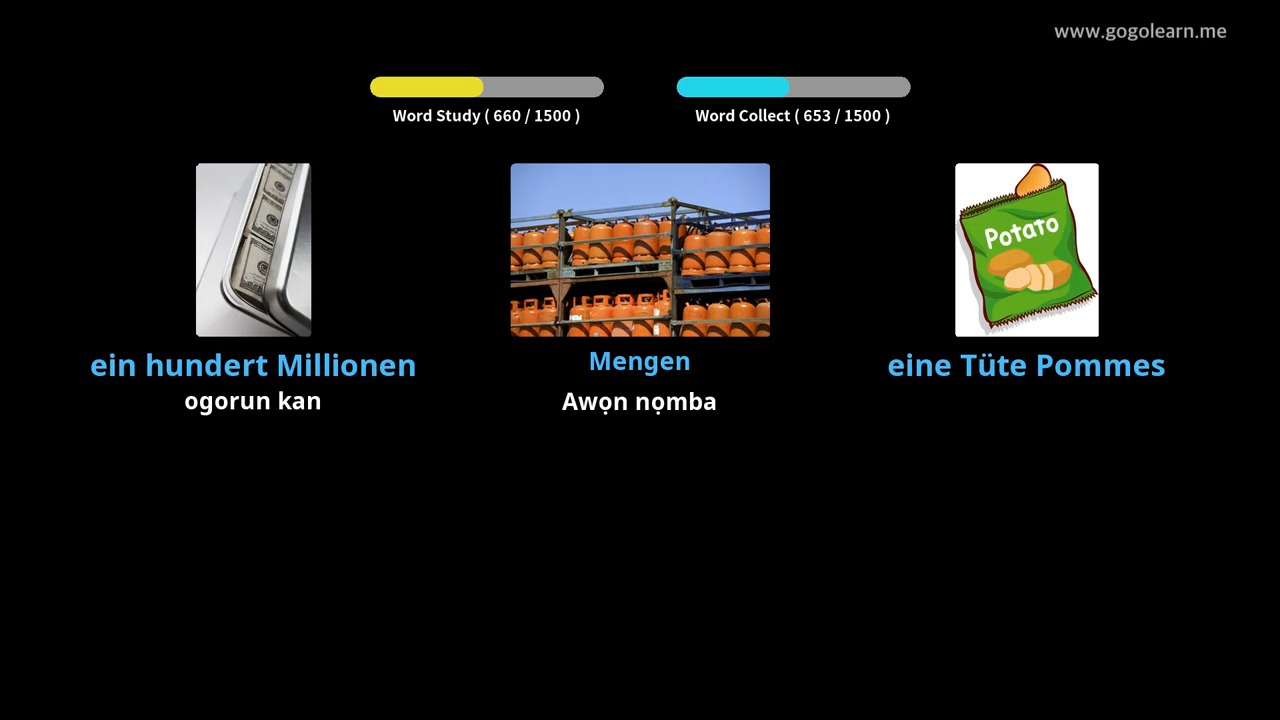 www.gogolearn.me
Word Study ( 660 / 1500 )
Word Collect ( 653 / 1500 )
Potato
ein hundert Millionen
Mengen
eine Tüte Pommes
ogorun kan
Awọn nọmba